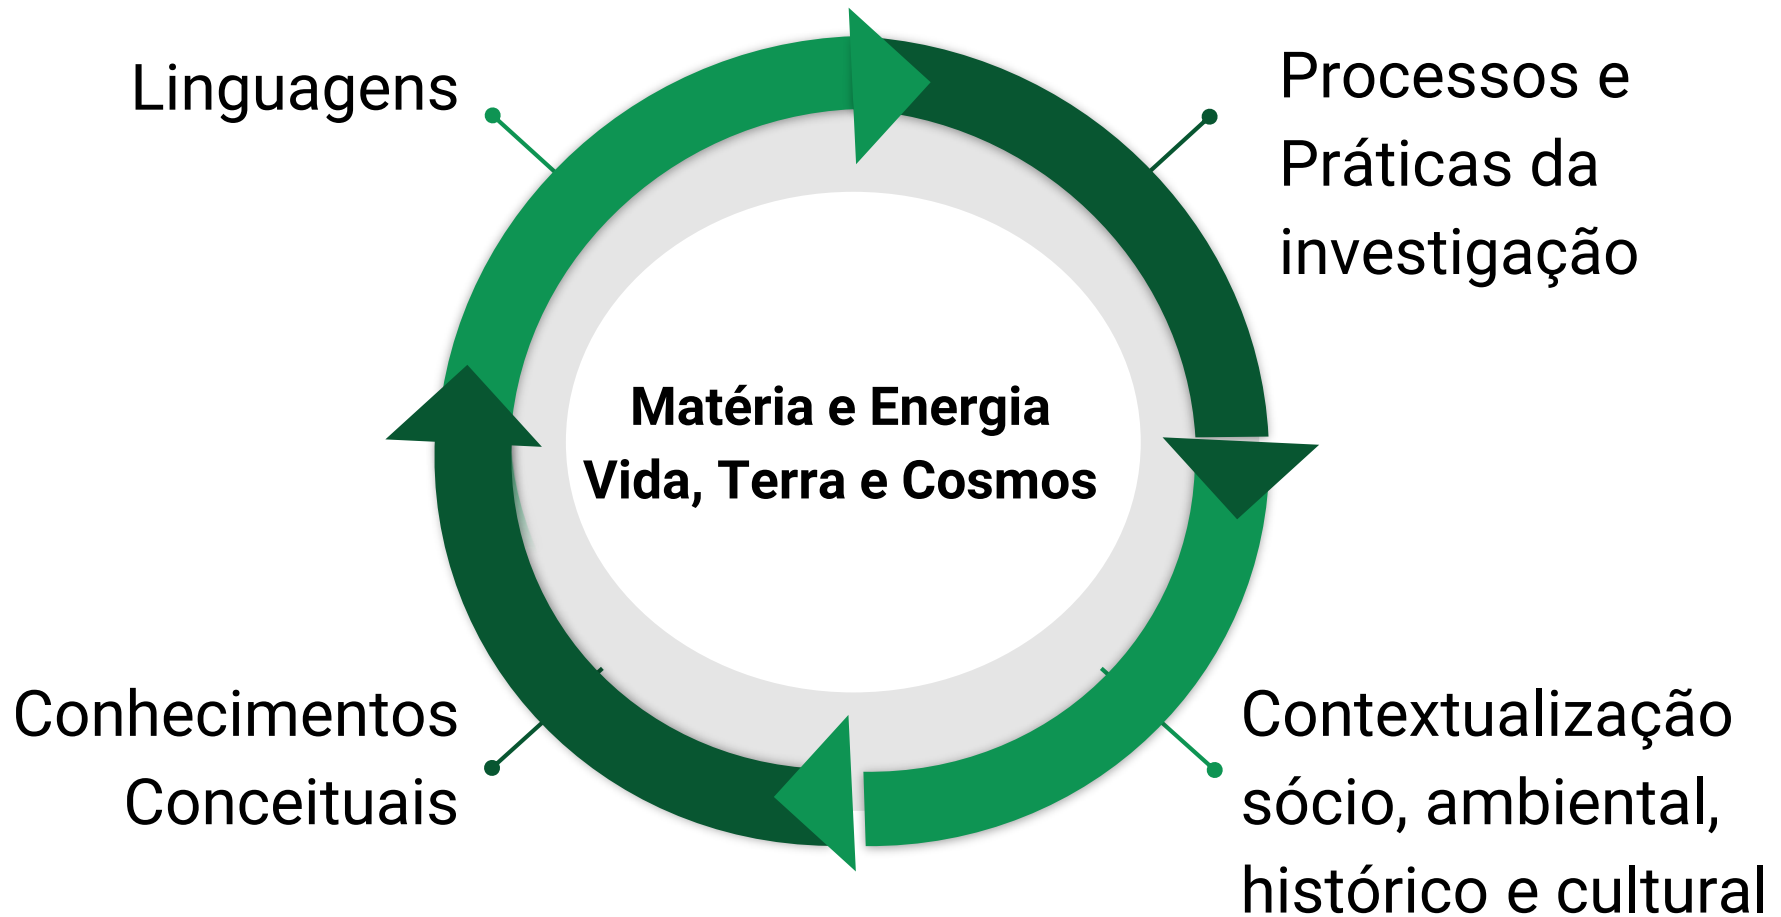 Linguagens
Processos e
Práticas da
investigação
Matéria e Energia
Vida, Terra e Cosmos
Conhecimentos
Conceituais
Contextualização
sócio, ambiental,
histórico e cultural